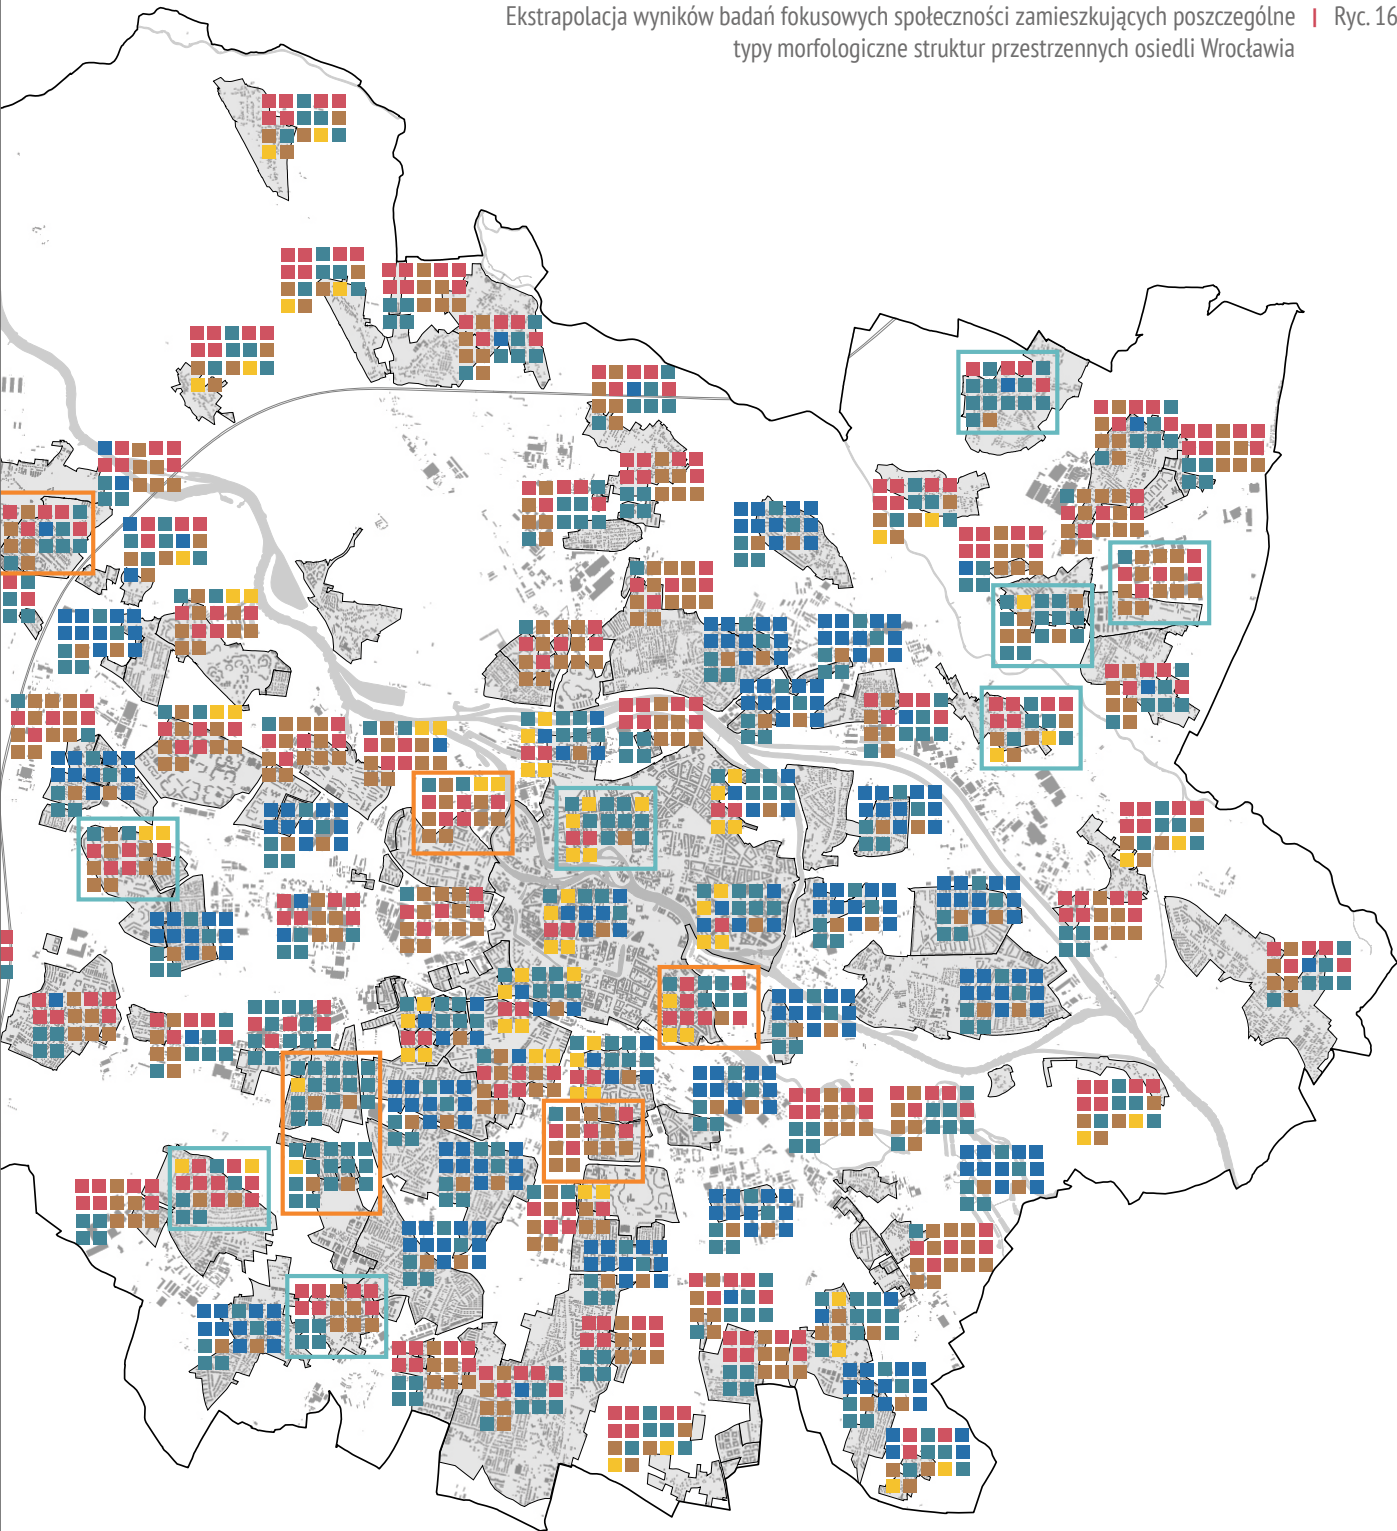 Ekstrapolacja wyników badań fokusowych społeczności zamieszkujących poszczególne | Ryc. 16
typy morfologiczne struktur przestrzennych osiedli Wrocławia